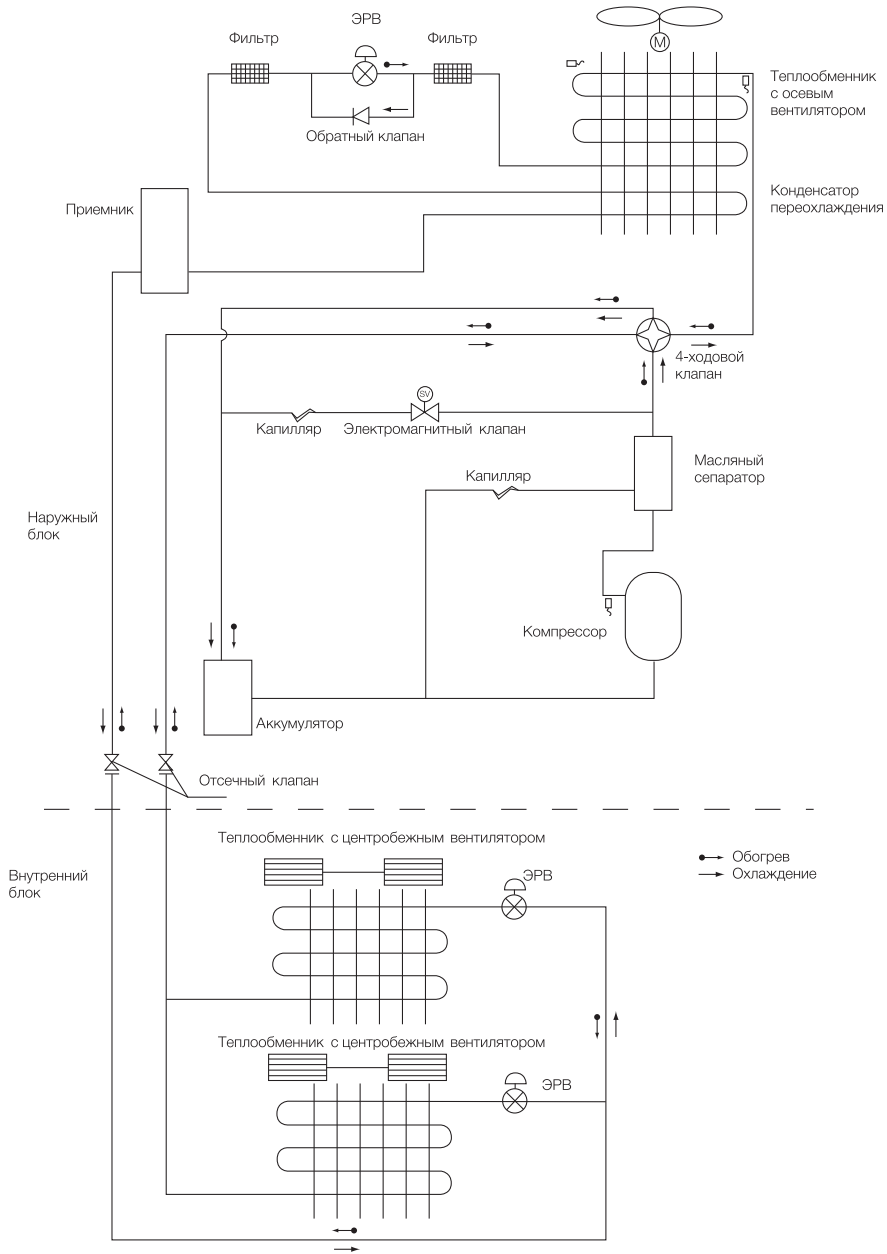 ЭРВ
Фильтр
Фильтр
M
Теплообменник
с осевым
вентилятором
Обратный клапан
Конденсатор
переохлаждения
Приемник
4-ходовой
клапан
SV
Капилляр
Электромагнитный клапан
Масляный
сепаратор
Капилляр
Наружный
блок
Компрессор
Аккумулятор
Отсечный клапан
Теплообменник с центробежным вентилятором
Обогрев
Охлаждение
Внутренний
блок
ЭРВ
Теплообменник с центробежным вентилятором
ЭРВ